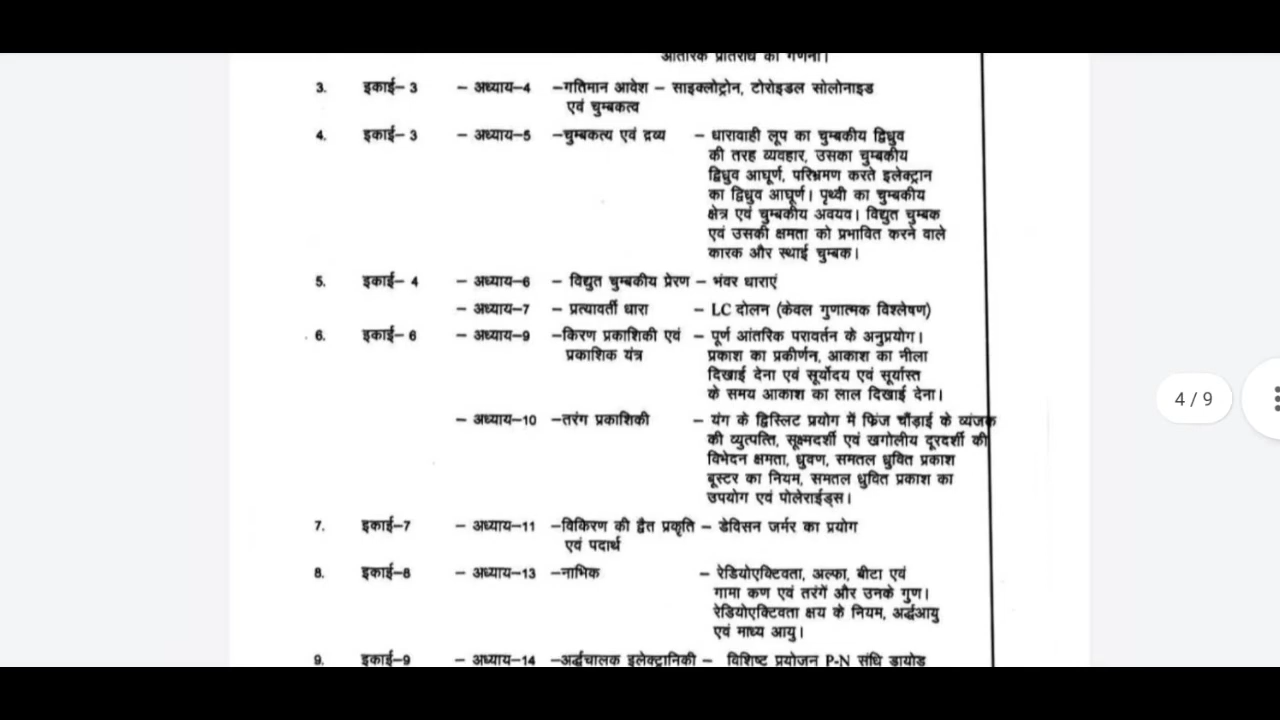 आंतरिक प्रतिरोध की गणना।
3. इकाई– 3 – अध्याय–4 –गतिमान आवेश – साइक्लोट्रोन, टोरोइडल सोलोनाइड
एवं चुम्बकत्व
4. इकाई– 3 – अध्याय–5 –चुम्बकत्य एवं द्रव्य – धारावाही लूप का चुम्बकीय द्विध्रुव
की तरह व्यवहार, उसका चुम्बकीय
द्विध्रुव आघूर्ण, परिभ्रमण करते इलेक्ट्रान
का द्विध्रुव आघूर्ण। पृथ्वी का चुम्बकीय
क्षेत्र एवं चुम्बकीय अवयव। विद्युत चुम्बक
एवं उसकी क्षमता को प्रभावित करने वाले
कारक और स्थाई चुम्बक।
5. इकाई– 4 – अध्याय–6 – विद्युत चुम्बकीय प्रेरण – भंवर धाराएं
– अध्याय–7 – प्रत्यावर्ती धारा – LC दोलन (केवल गुणात्मक विश्लेषण)
6. इकाई– 6 – अध्याय–9 –किरण प्रकाशिकी एवं – पूर्ण आंतरिक परावर्तन के अनुप्रयोग।
प्रकाशिक यंत्र प्रकाश का प्रकीर्णन, आकाश का नीला
दिखाई देना एवं सूर्योदय एवं सूर्यास्त
के समय आकाश का लाल दिखाई देना।
– अध्याय–10 –तरंग प्रकाशिकी – यंग के द्विस्लिट प्रयोग में फ्रिंज चौंड़ाई के व्यंजक
की व्युत्पत्ति, सूक्ष्मदर्शी एवं खगोलीय दूरदर्शी की
विभेदन क्षमता, ध्रुवण, समतल ध्रुवित प्रकाश
बूस्टर का नियम, समतल ध्रुवित प्रकाश का
उपयोग एवं पोलेराईड्स।
7. इकाई–7 – अध्याय–11 –विकिरण की द्वैत प्रकृति – डेविसन जर्मर का प्रयोग
एवं पदार्थ
8. इकाई–8 – अध्याय–13 –नाभिक – रेडियोएक्टिवता, अल्फा, बीटा एवं
गामा कण एवं तरंगें और उनके गुण।
रेडियोएक्टिवता क्षय के नियम, अर्द्धआयु
एवं माध्य आयु।
9. इकाई–9 – अध्याय–14 –अर्द्धचालक इलेक्ट्रानिकी – विशिष्ट प्रयोजन P-N संधि डायोड
4 / 9